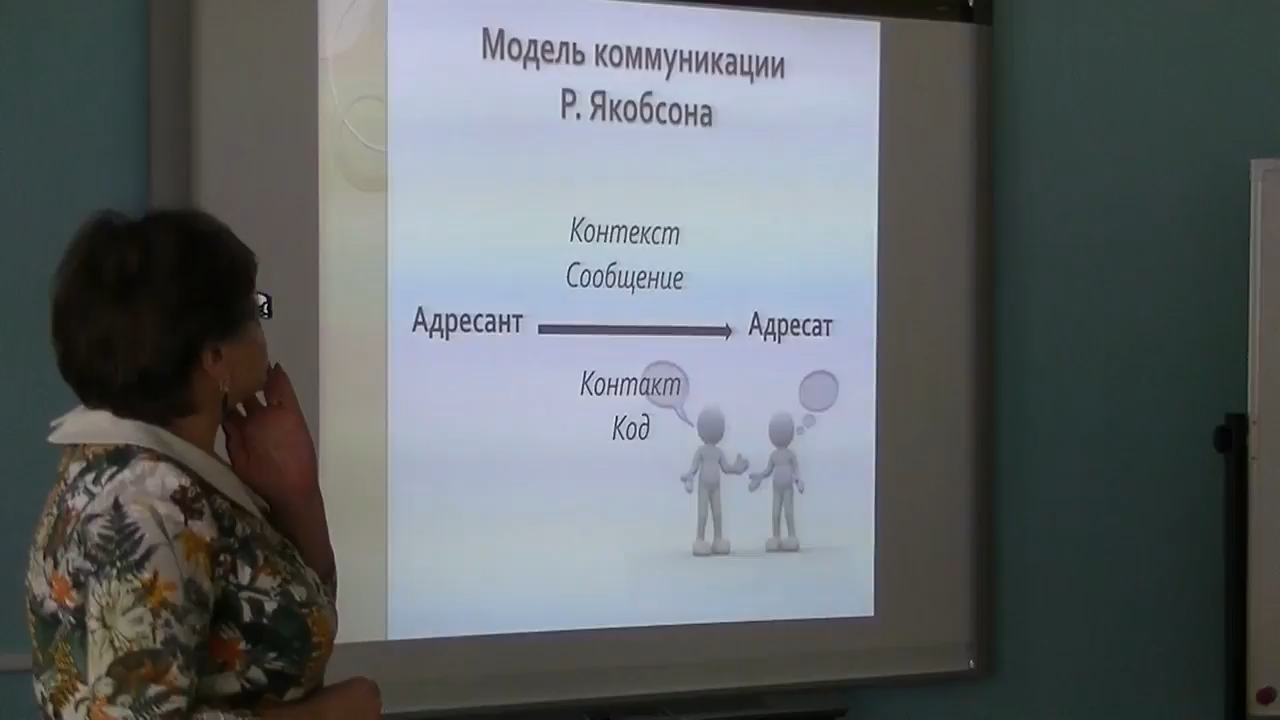 Модель коммуникации
Р. Якобсона
Контекст
Сообщение
Адресант
Адресат
Контакт
Код